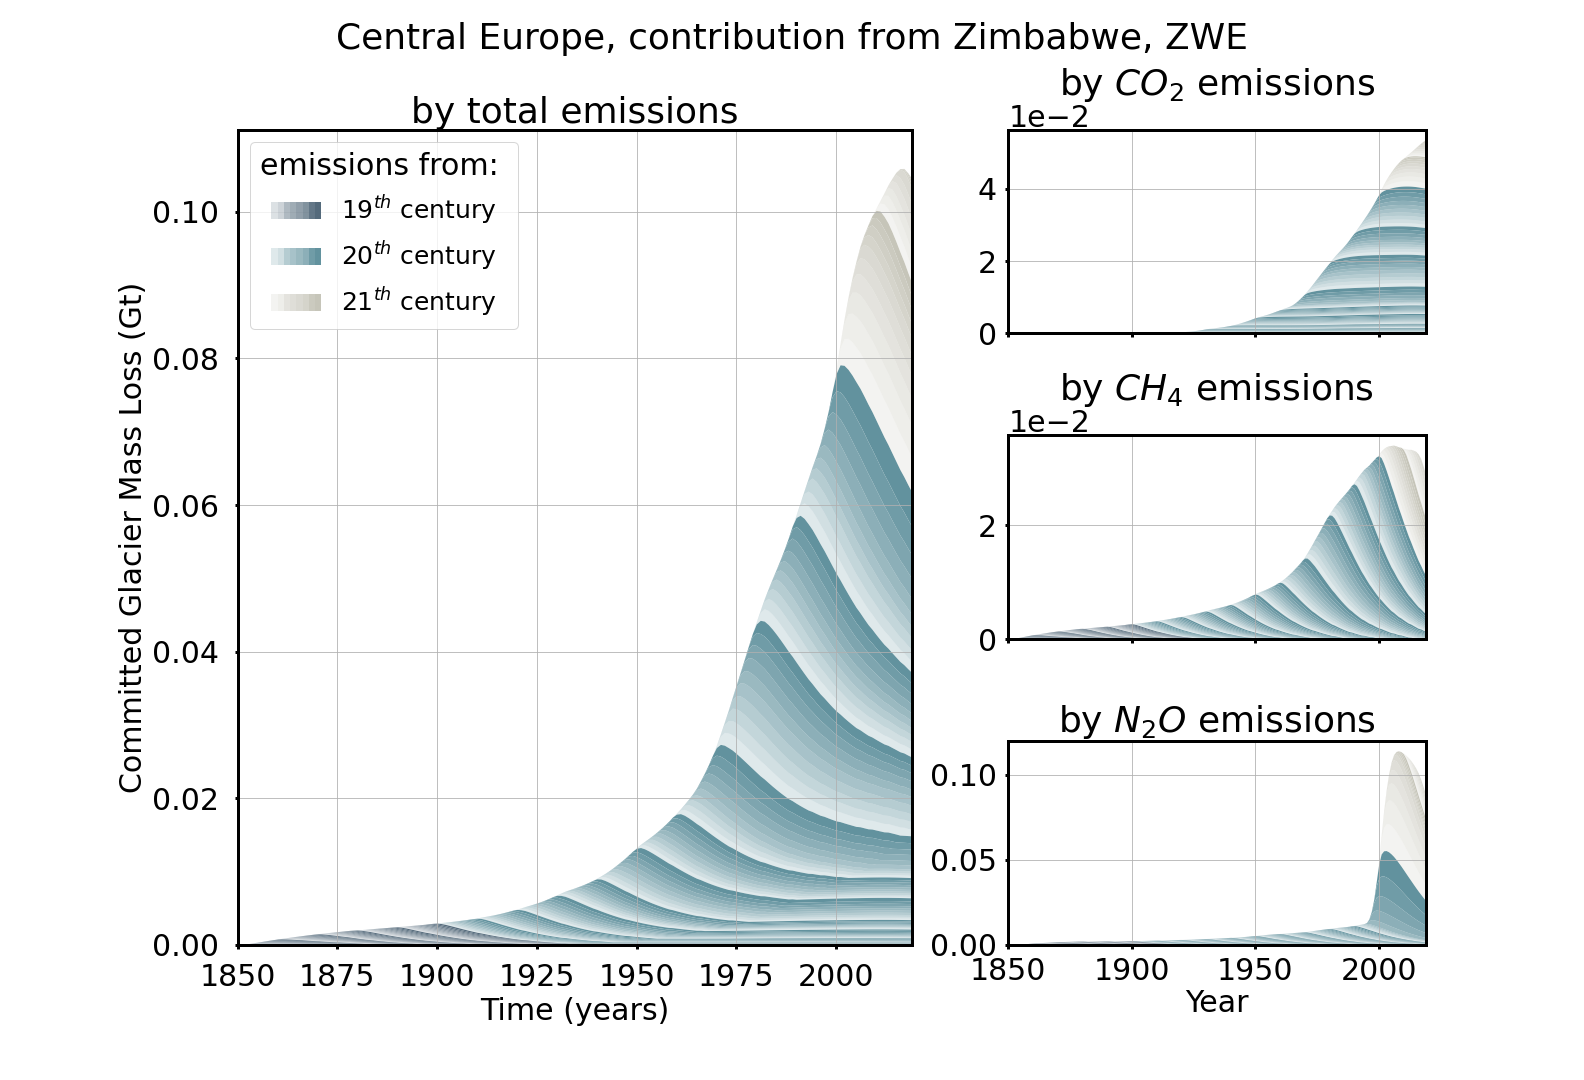 Central Europe, contribution from Zimbabwe, ZWE
by total emissions
emissions from:
19th century
20th century
21th century
Committed Glacier Mass Loss (Gt)
0.10
0.08
0.06
0.04
0.02
0.00
1850 1875 1900 1925 1950 1975 2000
Time (years)
by CO2 emissions
1e−2
4
2
0
by CH4 emissions
1e−2
2
0
by N2O emissions
0.10
0.05
0.00
1850 1900 1950 2000
Year